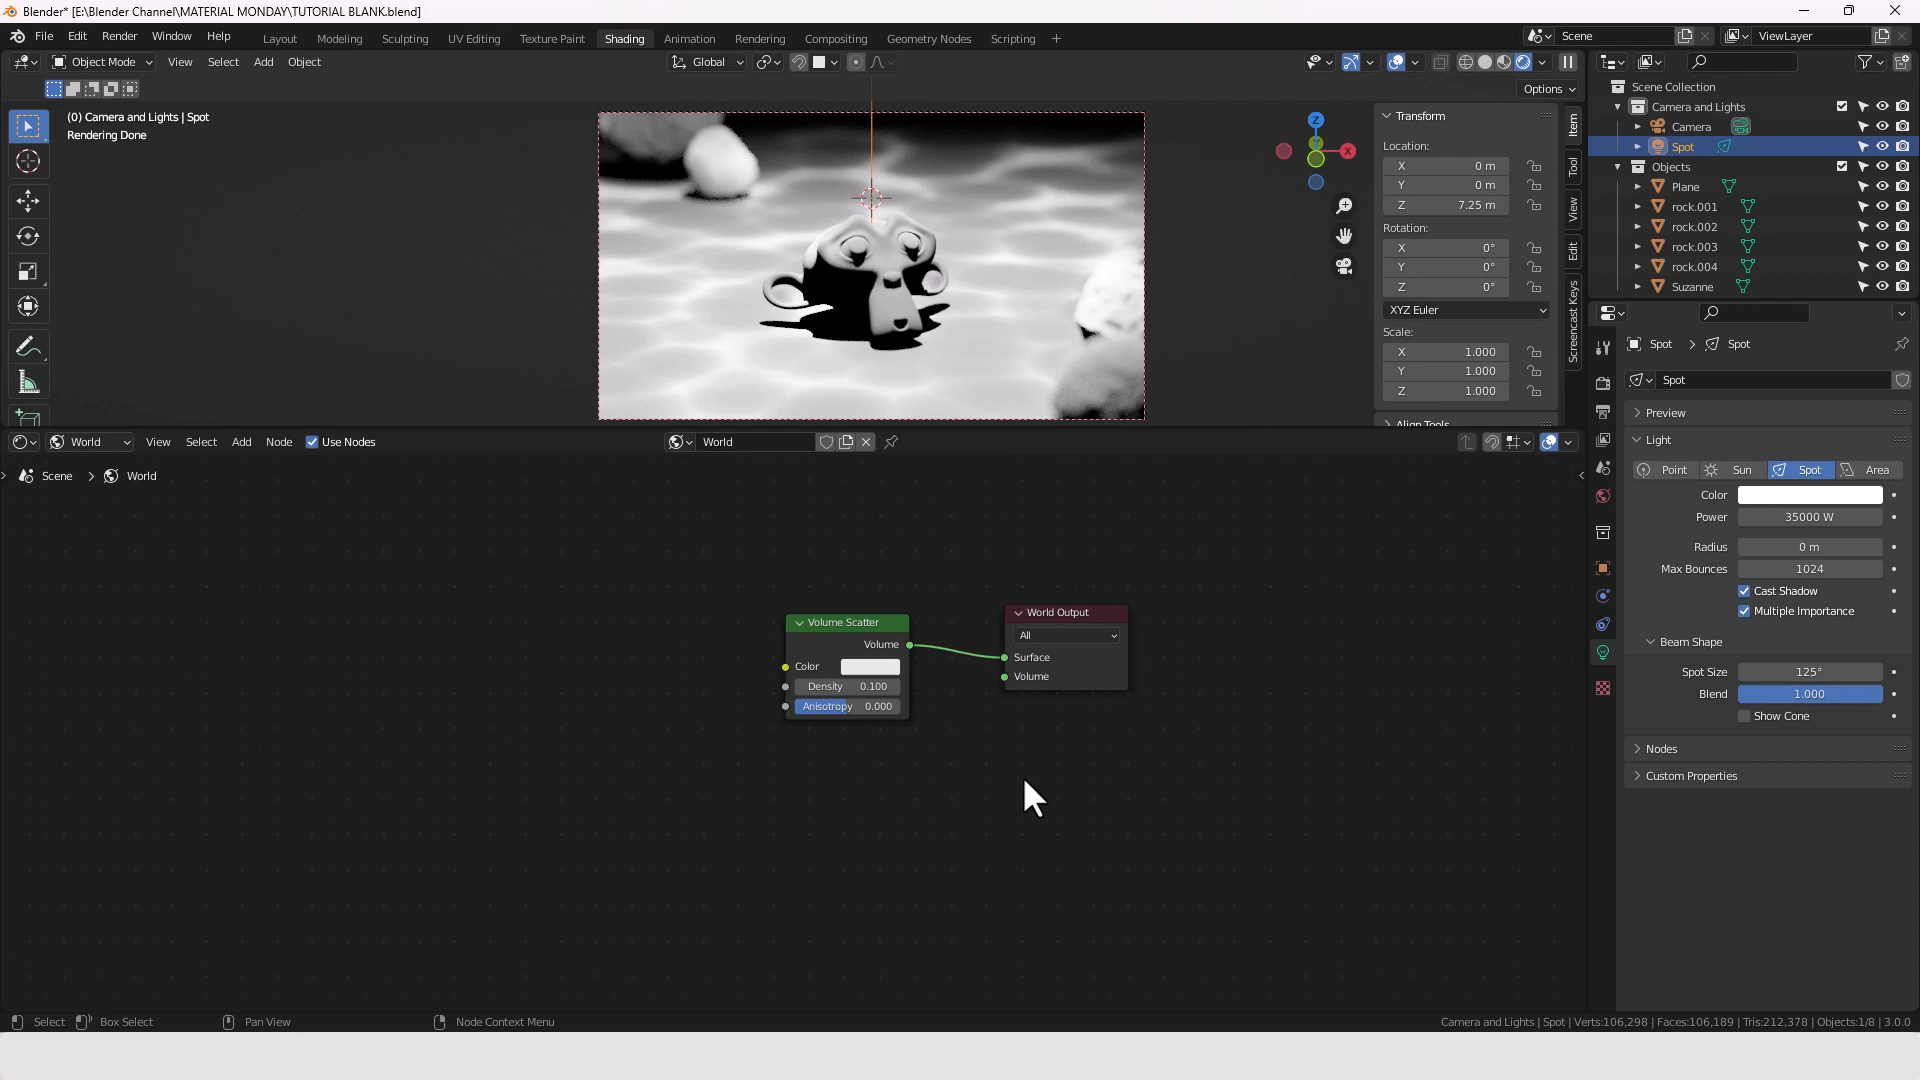 Blender* [E:\Blender Channel\MATERIAL MONDAY\TUTORIAL BLANK.blend]
File Edit Render Window Help Layout Modeling Sculpting UV Editing Texture Paint Shading Animation Rendering Compositing Geometry Nodes Scripting Scene ViewLayer
Object Mode View Select Add Object Global
Options
(0) Camera and Lights | Spot
Rendering Done
Z
X
Transform
Location:
X 0 m
Y 0 m
Z 7.25 m
Rotation:
X 0°
Y 0°
Z 0°
XYZ Euler
Scale:
X 1.000
Y 1.000
Z 1.000
Align Tools
Item
Tool
View
Edit
Screencast Keys
Scene Collection
Camera and Lights
Camera
Spot
Objects
Plane
rock.001
rock.002
rock.003
rock.004
Suzanne
World View Select Add Node Use Nodes World
Scene World
Volume Scatter
Volume
Color
Density 0.100
Anisotropy 0.000
World Output
All
Surface
Volume
Spot Spot
Spot
Preview
Light
Point Sun Spot Area
Color
Power 35000 W
Radius 0 m
Max Bounces 1024
Cast Shadow
Multiple Importance
Beam Shape
Spot Size 125°
Blend 1.000
Show Cone
Nodes
Custom Properties
Select Box Select Pan View Node Context Menu Camera and Lights | Spot | Verts:106,298 | Faces:106,189 | Tris:212,378 | Objects:1/8 | 3.0.0